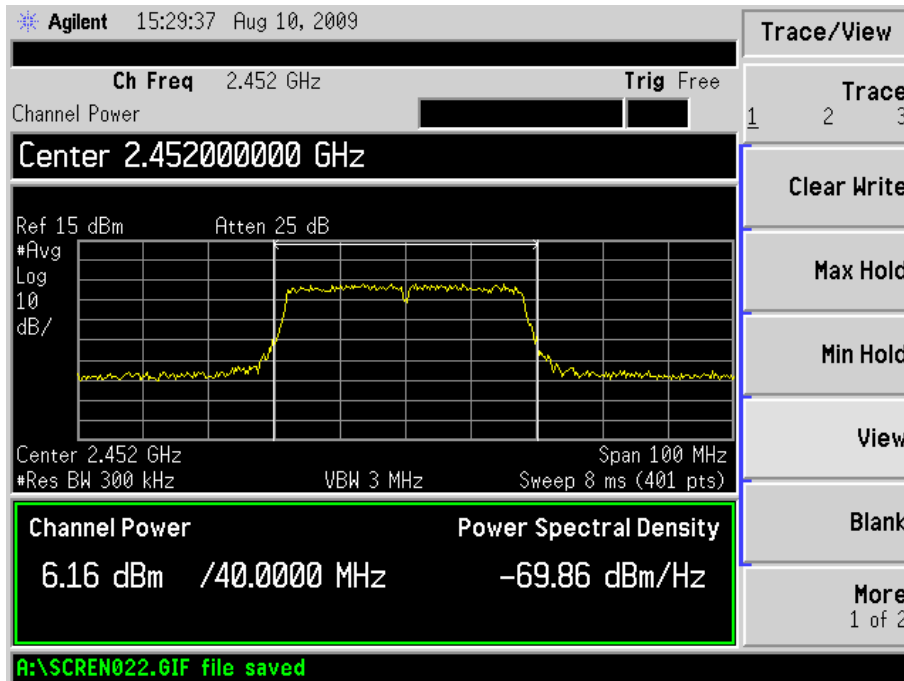 Agilent 15:29:37 Aug 10, 2009
Trace/View
Ch Freq 2.452 GHz Trig Free
Channel Power
Trace
1 2 3
Center 2.452000000 GHz
Clear Write
Ref 15 dBm Atten 25 dB
#Avg
Log
10
dB/
Max Hold
Min Hold
View
Center 2.452 GHz Span 100 MHz
#Res BW 300 kHz VBW 3 MHz Sweep 8 ms (401 pts)
Blank
Channel Power Power Spectral Density
6.16 dBm /40.0000 MHz -69.86 dBm/Hz
More
1 of 2
A:\SCREN022.GIF file saved